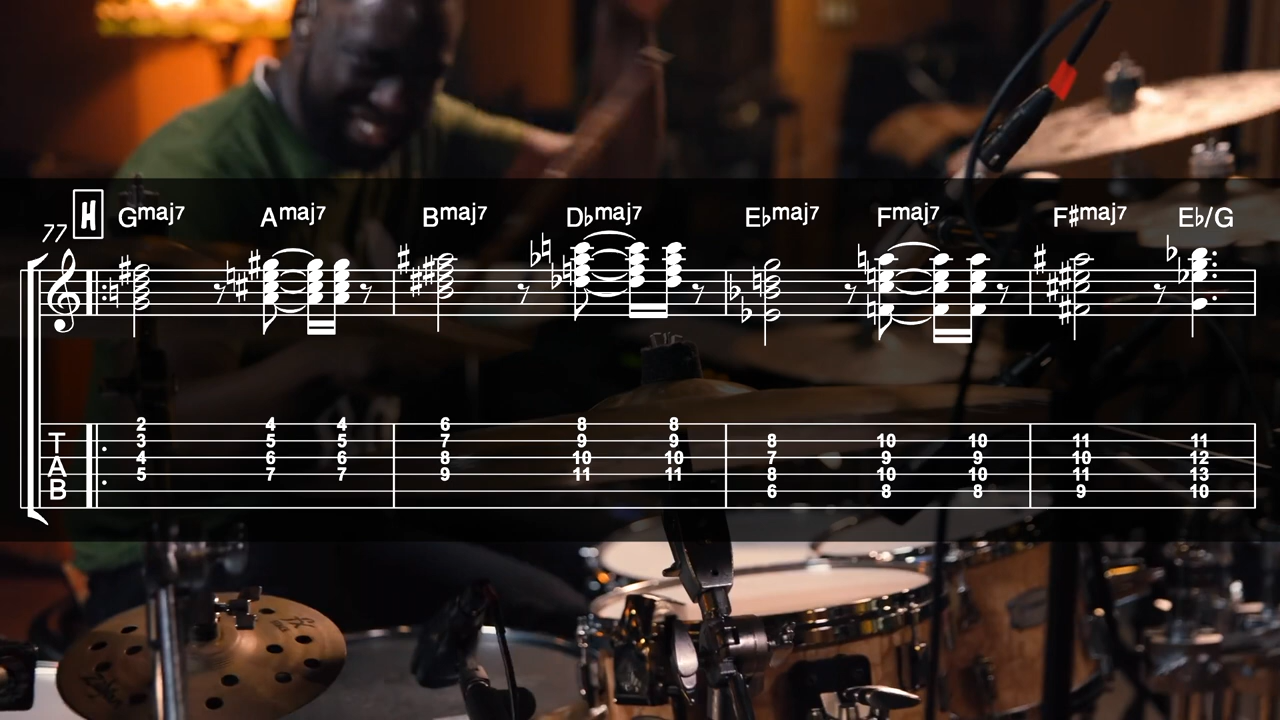 77 H Gmaj7 Amaj7 Bmaj7 D♭maj7 E♭maj7 Fmaj7 F#maj7 E♭/G
2 4 4 6 8 8
T 3 5 5 7 9 9 8 10 10 11 11
A 4 6 6 8 10 10 7 9 9 10 12
5 7 7 9 11 11 8 10 10 11 13
B 6 8 8 9 10